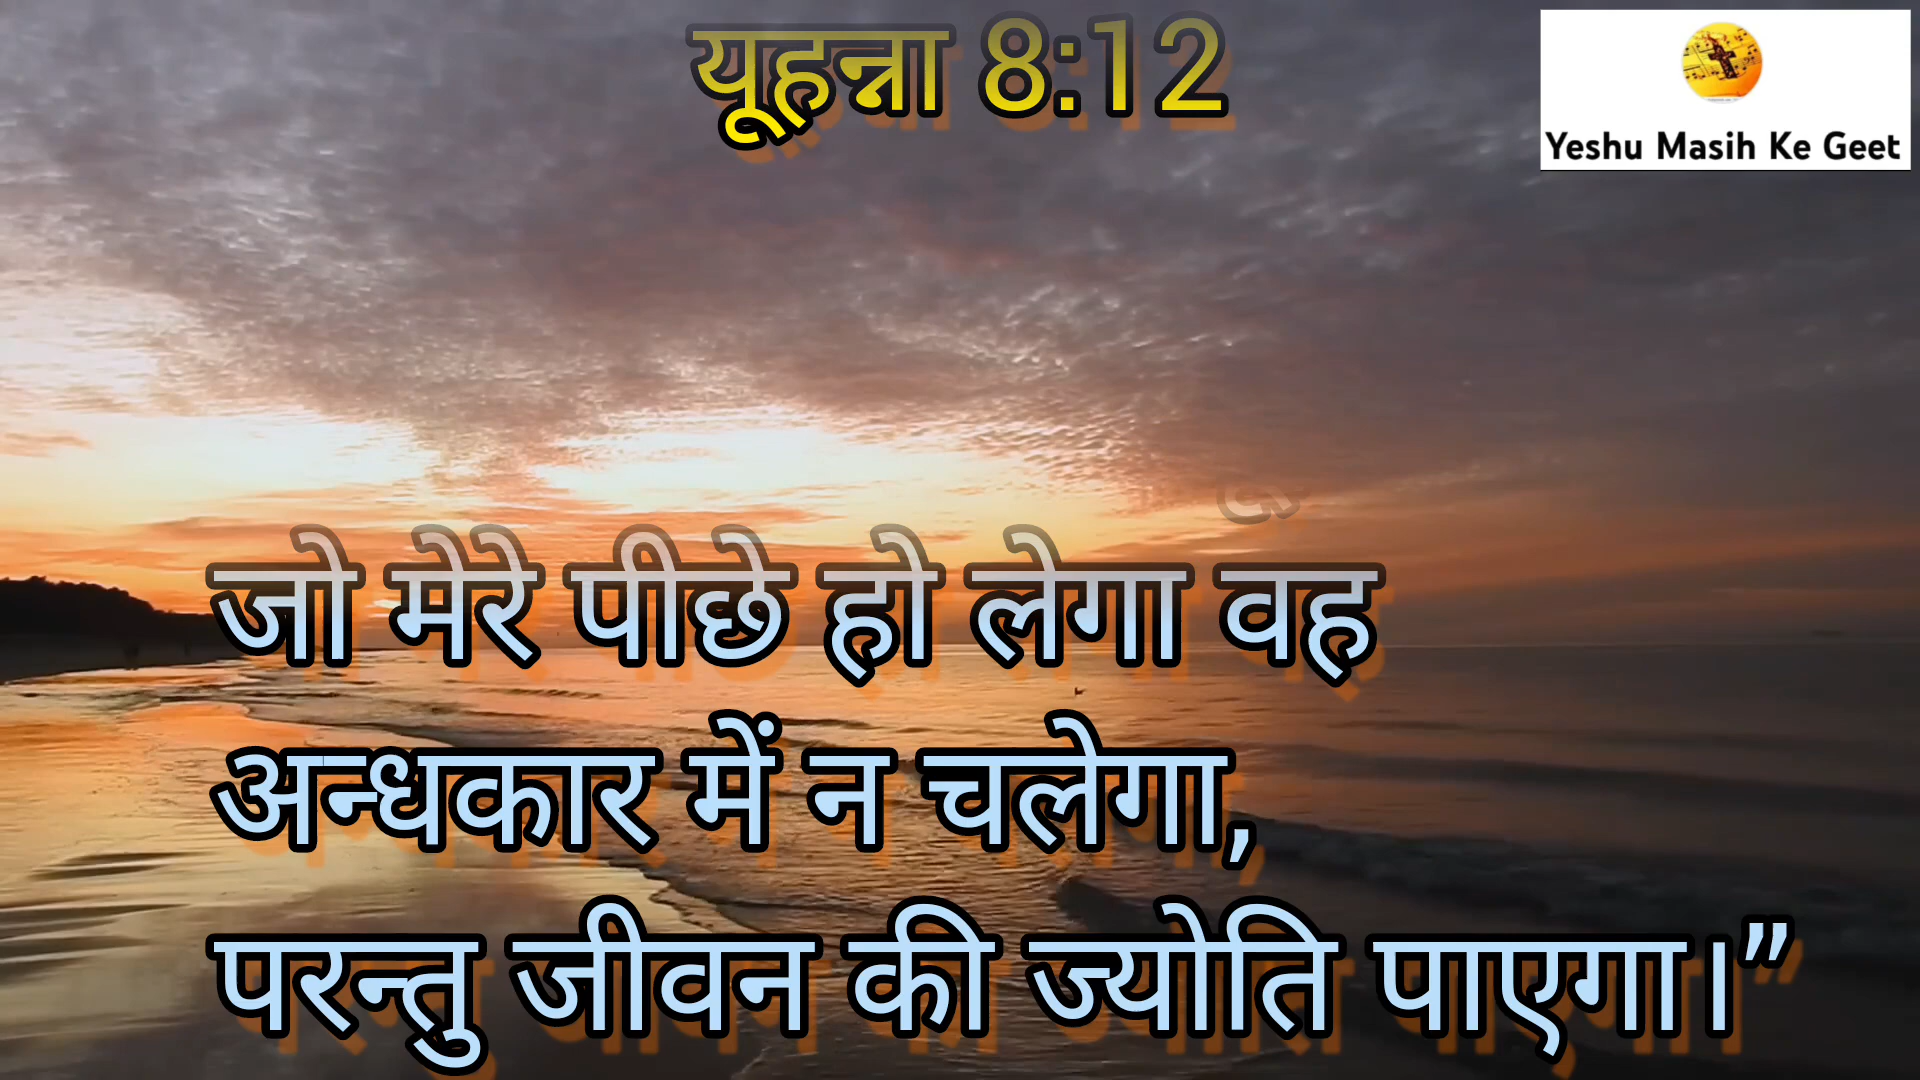 यूहन्ना 8:12
Yeshu Masih Ke Geet
जो मेरे पीछे हो लेगा वह
अन्धकार में न चलेगा,
परन्तु जीवन की ज्योति पाएगा।”